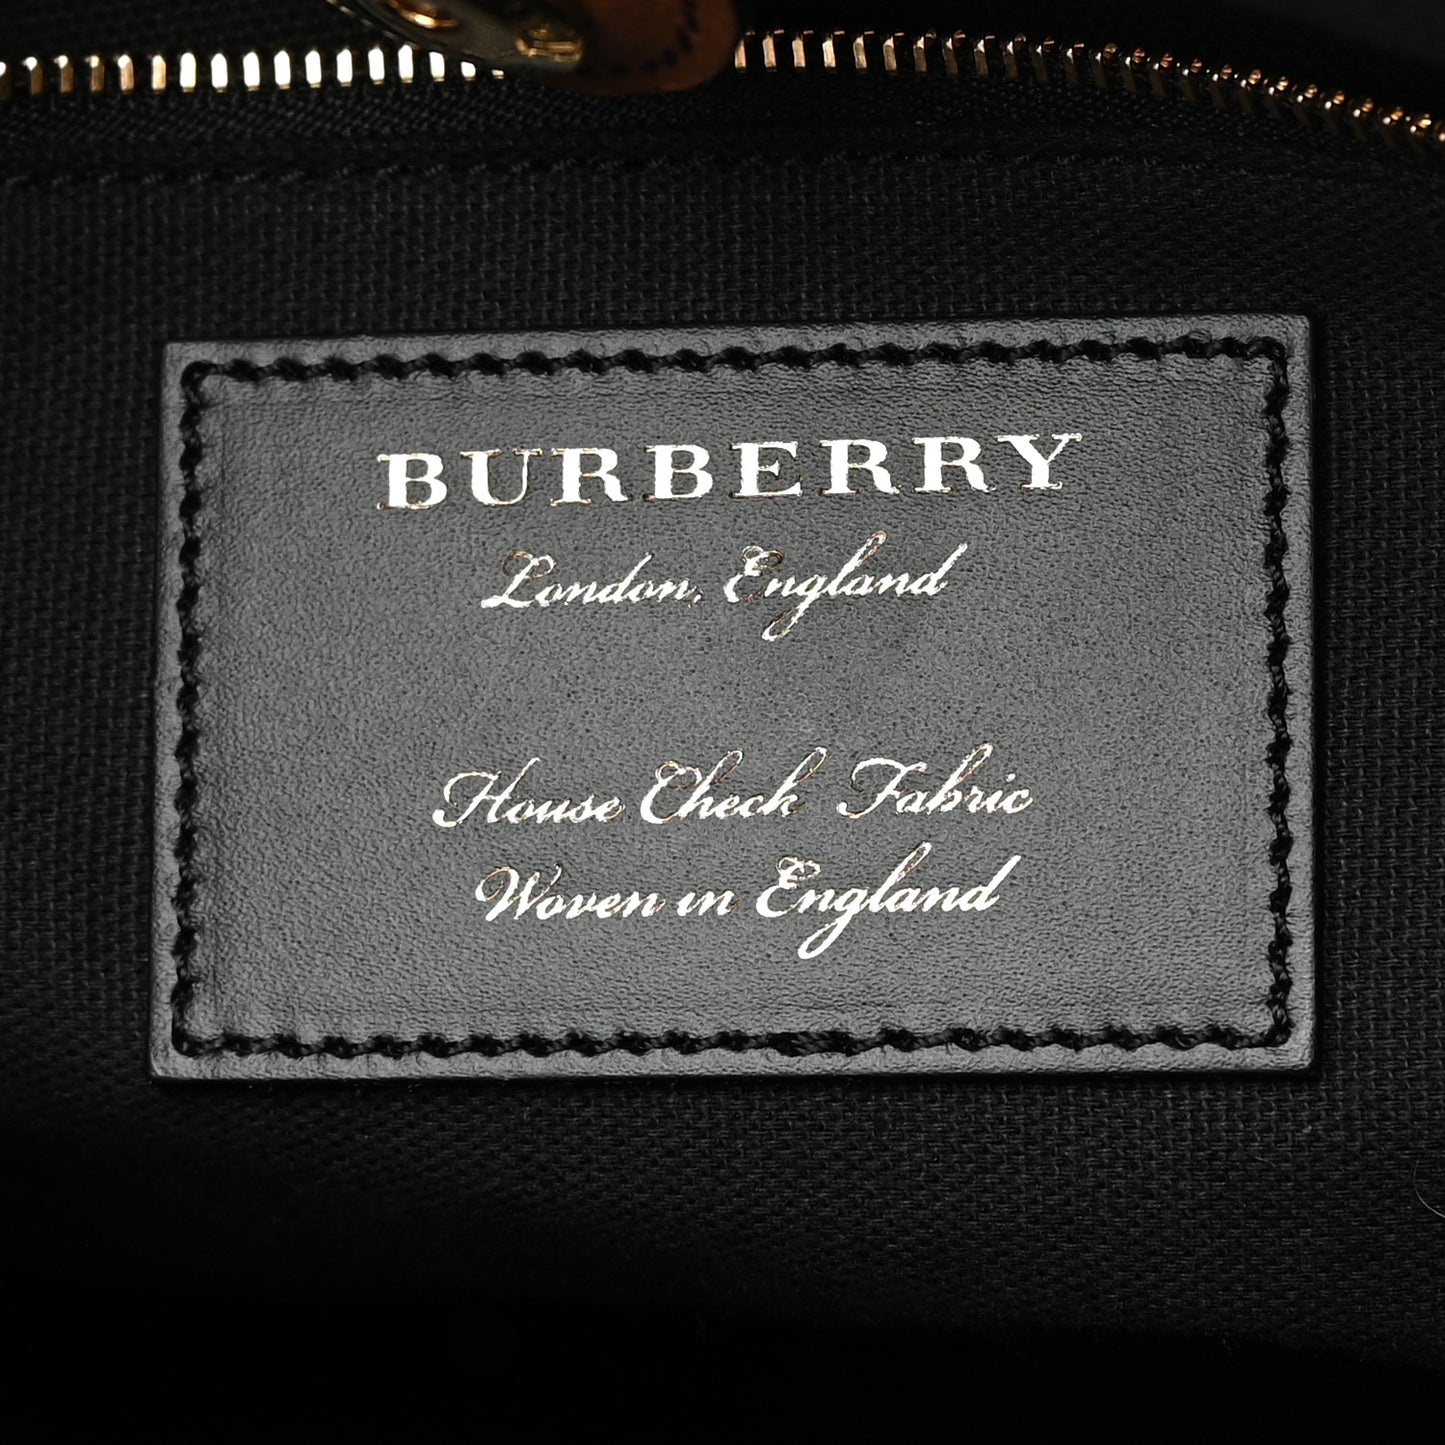 BURBERRY
London, England
House Check Fabric
Woven in England